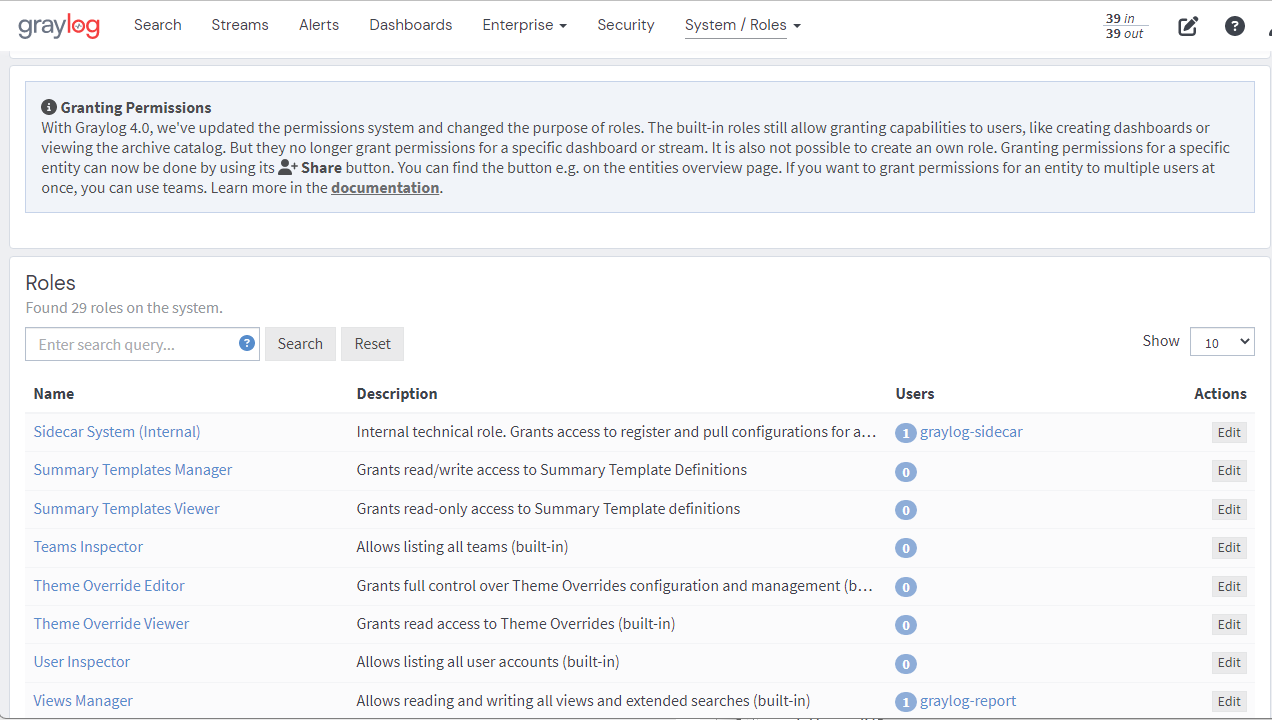 graylog Search Streams Alerts Dashboards Enterprise Security System / Roles 39 in
39 out
Granting Permissions
With Graylog 4.0, we've updated the permissions system and changed the purpose of roles. The built-in roles still allow granting capabilities to users, like creating dashboards or
viewing the archive catalog. But they no longer grant permissions for a specific dashboard or stream. It is also not possible to create an own role. Granting permissions for a specific
entity can now be done by using its Share button. You can find the button e.g. on the entities overview page. If you want to grant permissions for an entity to multiple users at
once, you can use teams. Learn more in the documentation.
Roles
Found 29 roles on the system.
Enter search query... ? Search Reset Show 10
Name Description Users Actions
Sidecar System (Internal) Internal technical role. Grants access to register and pull configurations for a... 1 graylog-sidecar Edit
Summary Templates Manager Grants read/write access to Summary Template Definitions 0 Edit
Summary Templates Viewer Grants read-only access to Summary Template definitions 0 Edit
Teams Inspector Allows listing all teams (built-in) 0 Edit
Theme Override Editor Grants full control over Theme Overrides configuration and management (b... 0 Edit
Theme Override Viewer Grants read access to Theme Overrides (built-in) 0 Edit
User Inspector Allows listing all user accounts (built-in) 0 Edit
Views Manager Allows reading and writing all views and extended searches (built-in) 1 graylog-report Edit